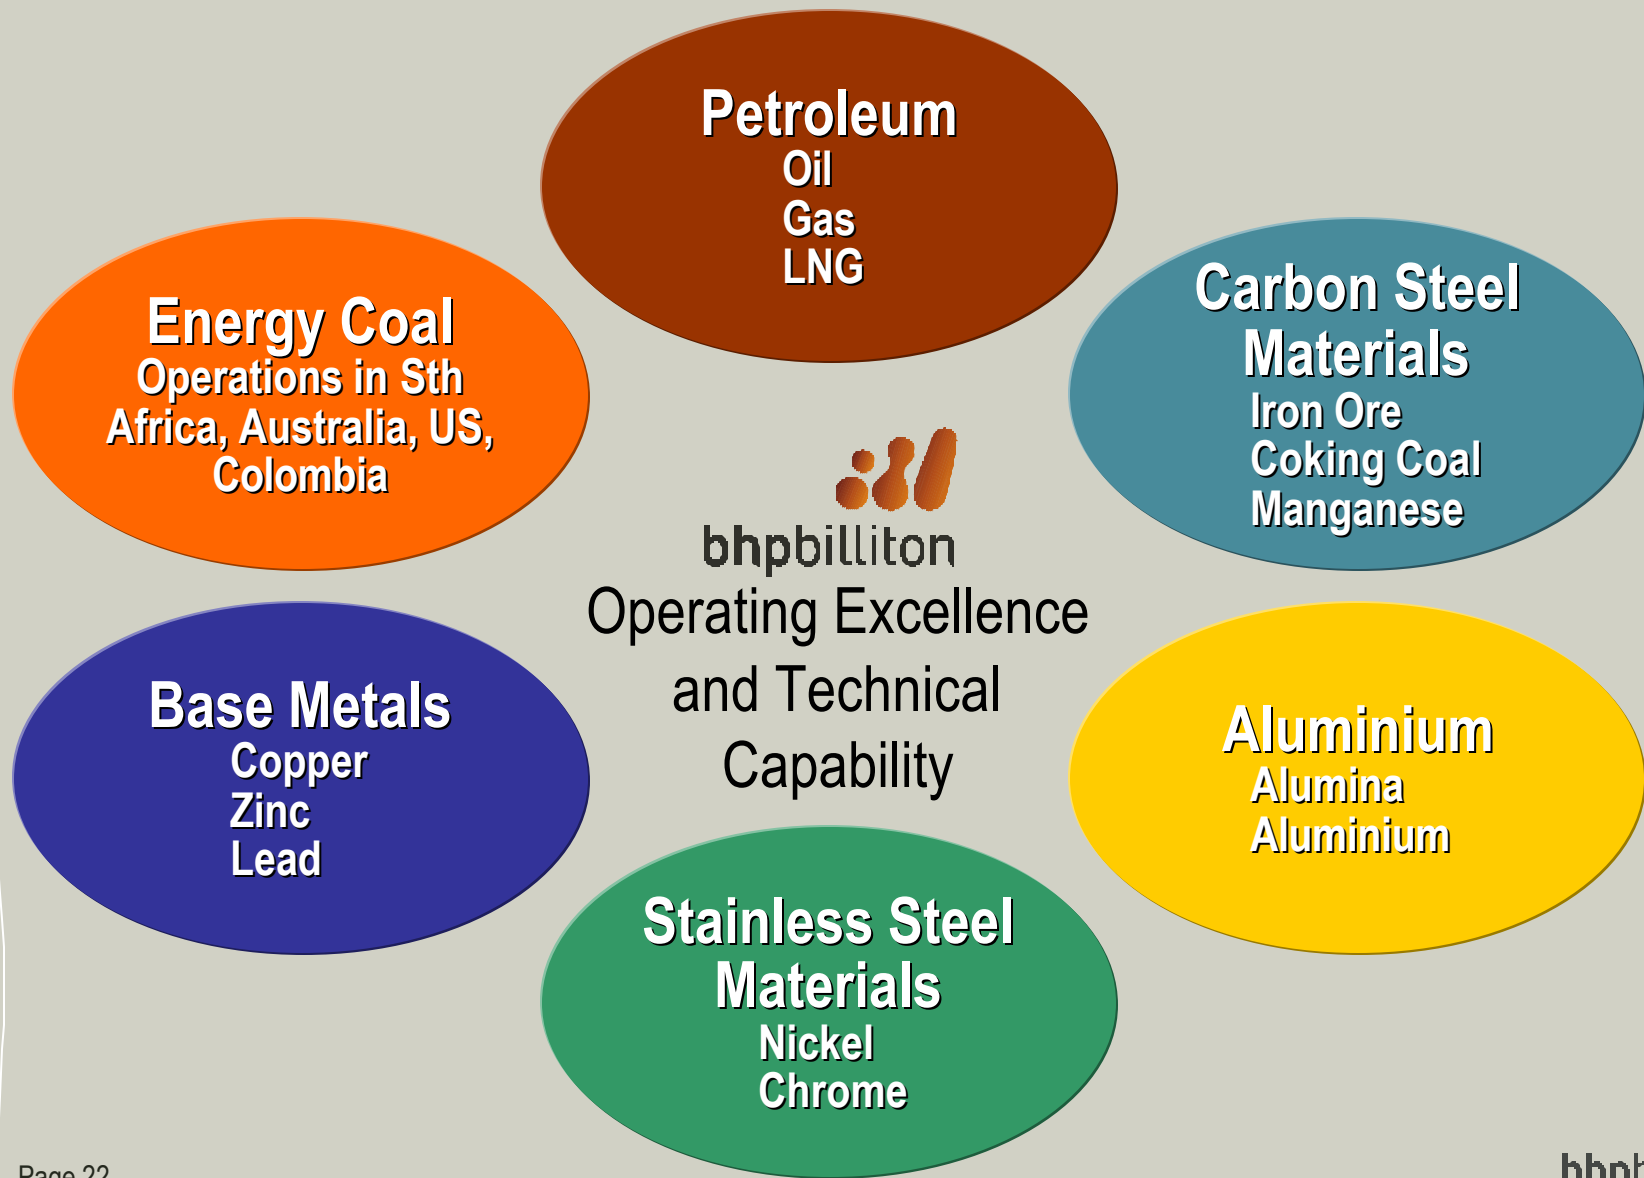 Petroleum
Oil
Gas
LNG
Energy Coal
Operations in Sth
Africa, Australia, US,
Colombia
Carbon Steel
Materials
Iron Ore
Coking Coal
Manganese
bhpbilliton
Operating Excellence
and Technical
Capability
Base Metals
Copper
Zinc
Lead
Aluminium
Alumina
Aluminium
Stainless Steel
Materials
Nickel
Chrome
Page 22